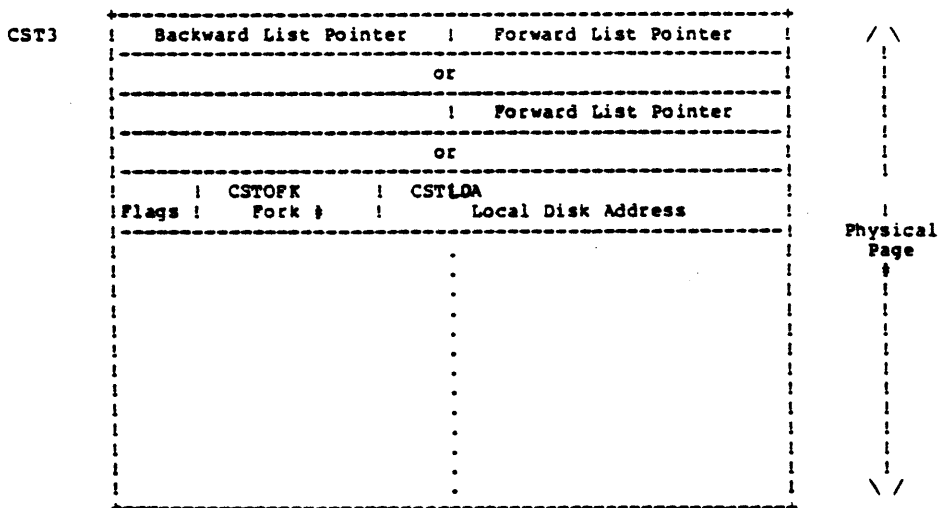 CST3 Backward List Pointer ! Forward List Pointer
or
! Forward List Pointer
or
! CSTOFK ! CSTLDA
Flags ! Fork # ! Local Disk Address
Physical
Page
#